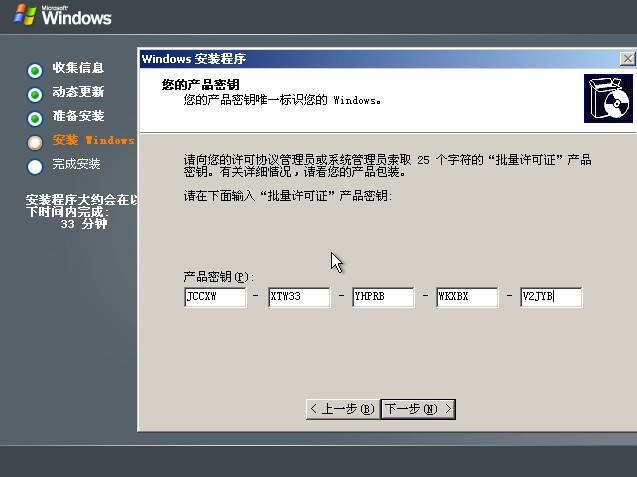 Microsoft
Windows
收集信息
动态更新
准备安装
安装 Windows
完成安装
安装程序大约会在以
下时间内完成:
33 分钟
Windows 安装程序
您的产品密钥
您的产品密钥唯一标识您的 Windows。
请向您的许可协议管理员或系统管理员索取 25 个字符的“批量许可证”产品
密钥。有关详细情况，请看您的产品包装。
请在下面输入“批量许可证”产品密钥:
产品密钥(P):
JCCXW - XTW33 - YHPRB - WKXBX - V2JYB
< 上一步(B) 下一步(N) >